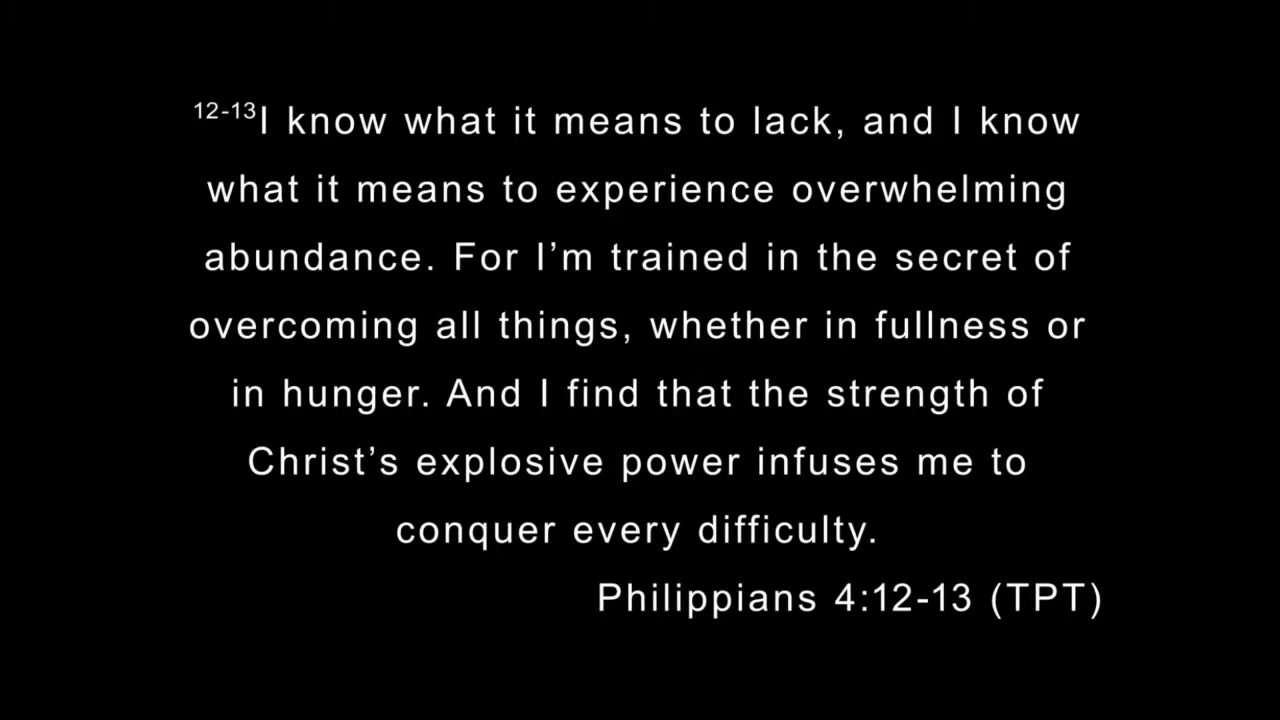 12-13I know what it means to lack, and I know
what it means to experience overwhelming
abundance. For I’m trained in the secret of
overcoming all things, whether in fullness or
in hunger. And I find that the strength of
Christ’s explosive power infuses me to
conquer every difficulty.
Philippians 4:12-13 (TPT)